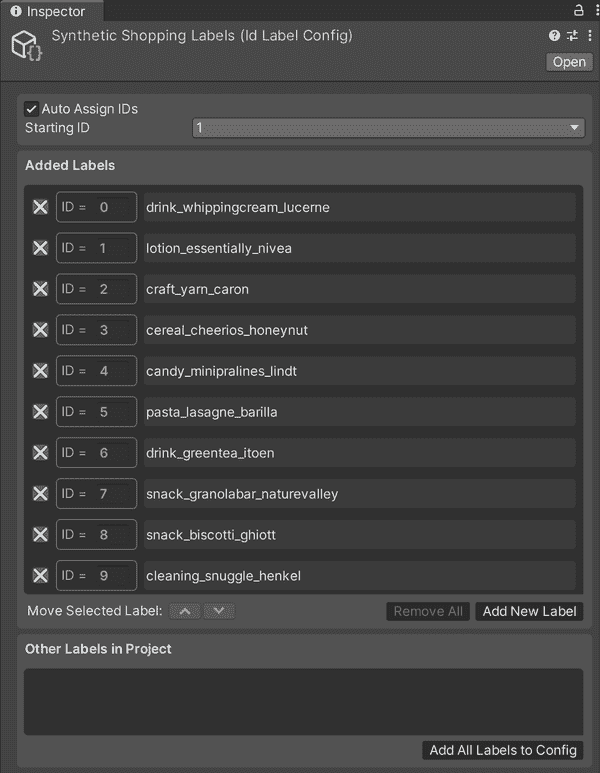 Inspector
Synthetic Shopping Labels (Id Label Config)
Open
Auto Assign IDs
Starting ID 1
Added Labels
ID = 0 drink_whippingcream_lucerne
ID = 1 lotion_essentially_nivea
ID = 2 craft_yarn_caron
ID = 3 cereal_cheerios_honeynut
ID = 4 candy_minipralines_lindt
ID = 5 pasta_lasagne_barilla
ID = 6 drink_greentea_itoen
ID = 7 snack_granolabar_naturevalley
ID = 8 snack_biscotti_ghiott
ID = 9 cleaning_snuggle_henkel
Move Selected Label: Remove All Add New Label
Other Labels in Project
Add All Labels to Config